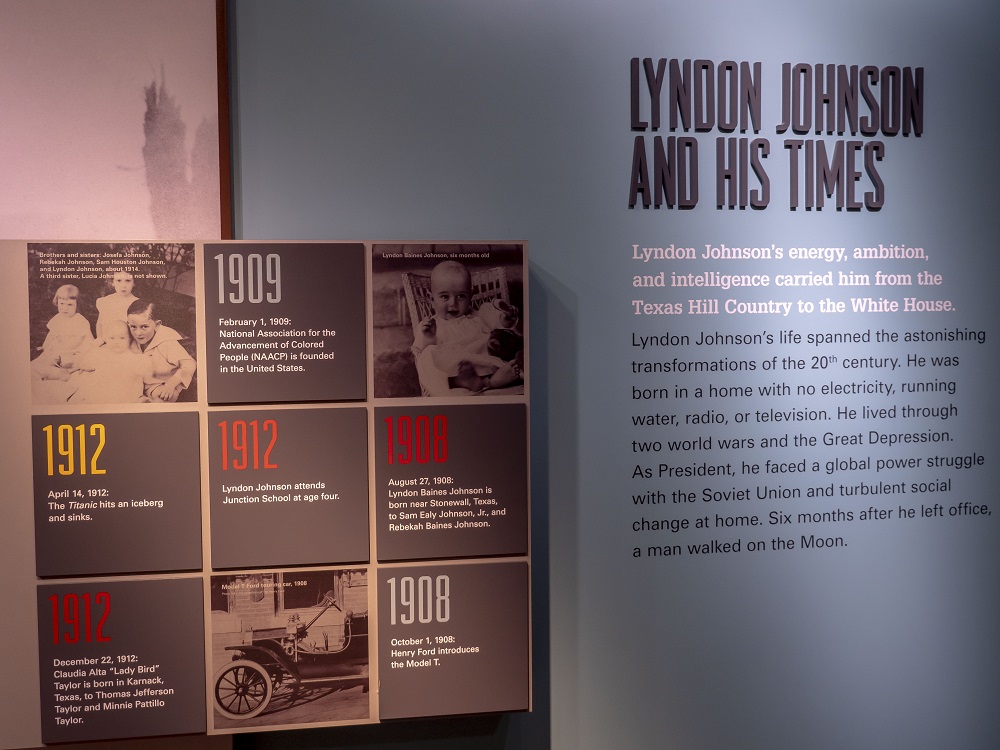 LYNDON JOHNSON
AND HIS TIMES
Lyndon Johnson's energy, ambition,
and intelligence carried him from the
Texas Hill Country to the White House.
Lyndon Johnson's life spanned the astonishing
transformations of the 20th century. He was
born in a home with no electricity, running
water, radio, or television. He lived through
two world wars and the Great Depression.
As President, he faced a global power struggle
with the Soviet Union and turbulent social
change at home. Six months after he left office,
a man walked on the Moon.
Brothers and sisters: Josefa Johnson,
Rebekah Johnson, Sam Houston Johnson,
and Lyndon Johnson, about 1914.
A third sister, Lucia Johnson is not shown.
1909
February 1, 1909:
National Association for the
Advancement of Colored
People (NAACP) is founded
in the United States.
Lyndon Baines Johnson, six months old
1912
April 14, 1912:
The Titanic hits an iceberg
and sinks.
1912
Lyndon Johnson attends
Junction School at age four.
1908
August 27, 1908:
Lyndon Baines Johnson is
born near Stonewall, Texas,
to Sam Ealy Johnson, Jr., and
Rebekah Baines Johnson.
1912
December 22, 1912:
Claudia Alta "Lady Bird"
Taylor is born in Karnack,
Texas, to Thomas Jefferson
Taylor and Minnie Pattillo
Taylor.
Model T Ford touring car, 1908
1908
October 1, 1908:
Henry Ford introduces
the Model T.